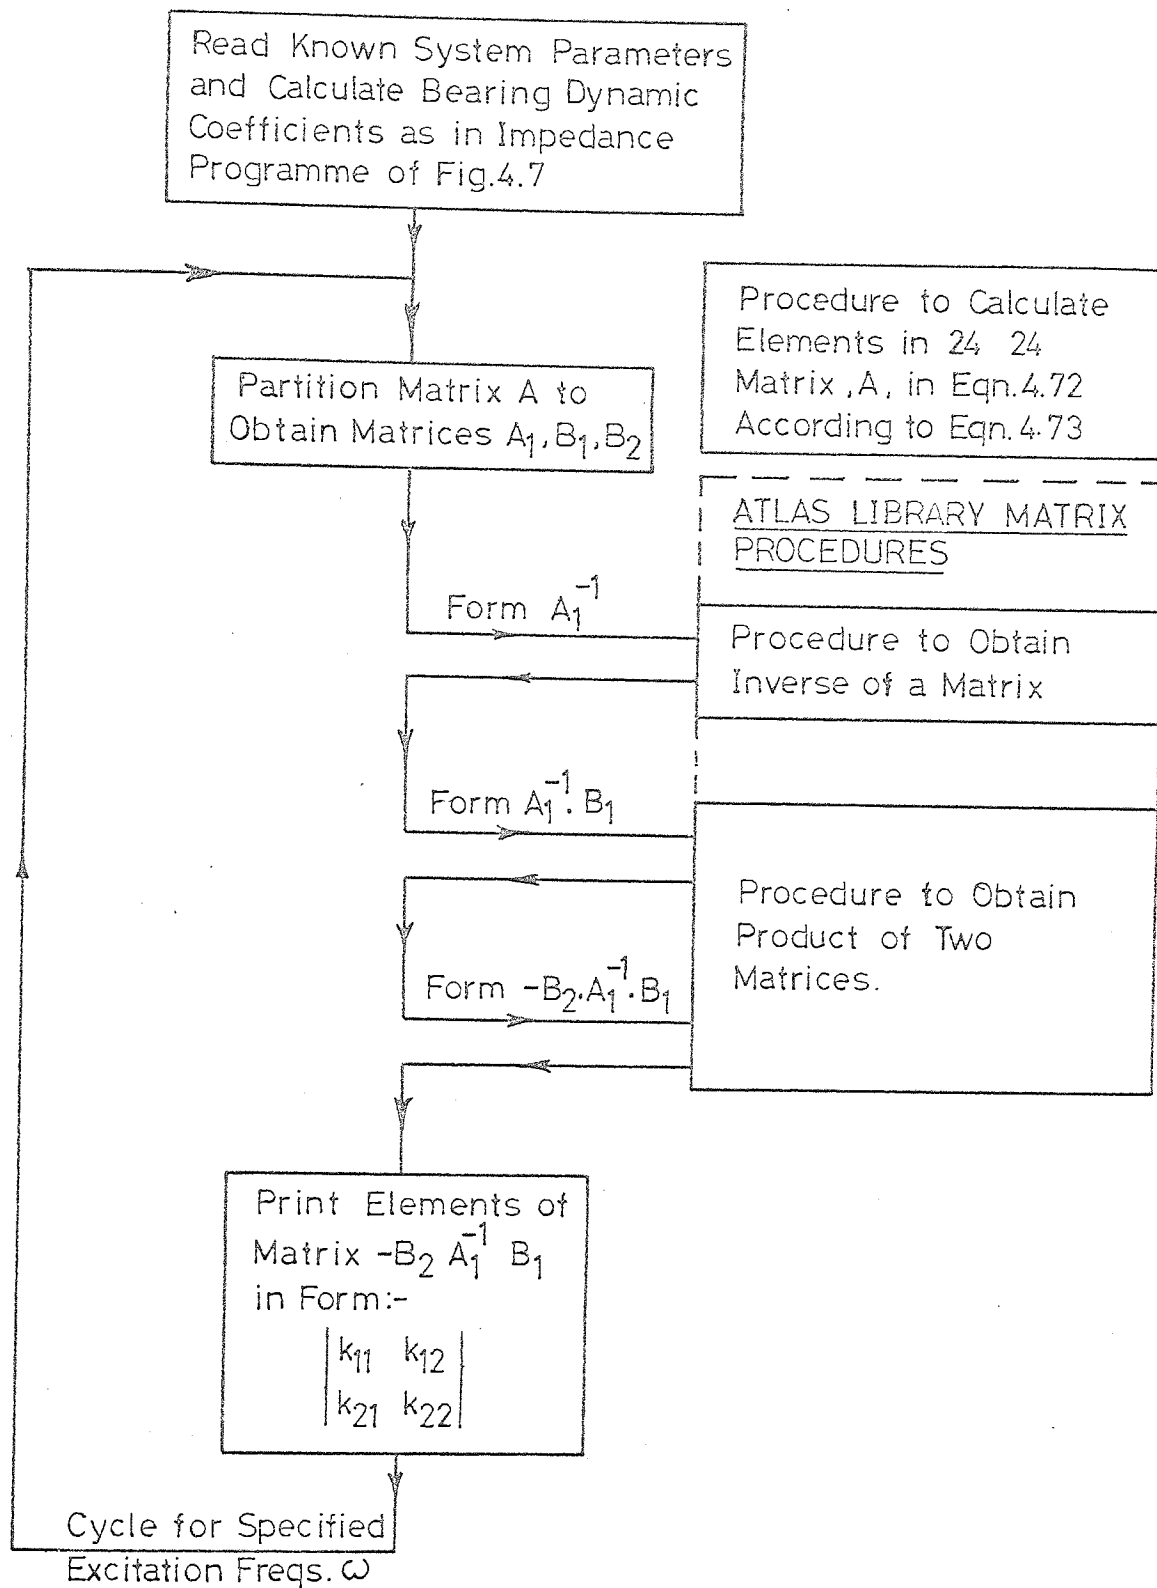 Read Known System Parameters
and Calculate Bearing Dynamic
Coefficients as in Impedance
Programme of Fig.4.7
Procedure to Calculate
Elements in 24 24
Matrix ,A, in Eqn.4.72
According to Eqn.4.73
Partition Matrix A to
Obtain Matrices A₁,B₁,B₂
ATLAS LIBRARY MATRIX
PROCEDURES
Form A₁⁻¹
Procedure to Obtain
Inverse of a Matrix
Form A₁⁻¹.B₁
Procedure to Obtain
Product of Two
Matrices.
Form -B₂.A₁⁻¹.B₁
Print Elements of
Matrix -B₂ A₁⁻¹ B₁
in Form:-
k₁₁ k₁₂
k₂₁ k₂₂
Cycle for Specified
Excitation Freqs. ω